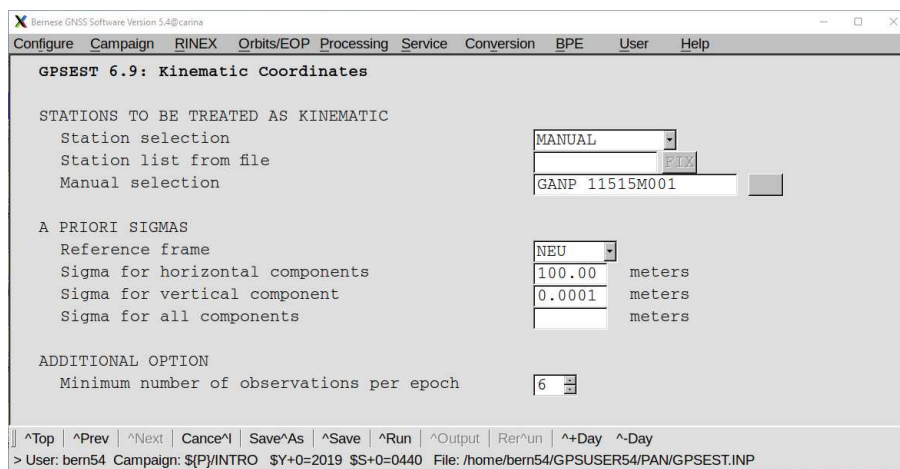 Bernese GNSS Software Version 5.4@carina
Configure Campaign RINEX Orbits/EOP Processing Service Conversion BPE User Help
GPSEST 6.9: Kinematic Coordinates
STATIONS TO BE TREATED AS KINEMATIC
Station selection MANUAL
Station list from file FIX
Manual selection GANP 11515M001
A PRIORI SIGMAS
Reference frame NEU
Sigma for horizontal components 100.00 meters
Sigma for vertical component 0.0001 meters
Sigma for all components meters
ADDITIONAL OPTION
Minimum number of observations per epoch 6
^Top | ^Prev | ^Next | Cance^l | Save^As | ^Save | ^Run | ^Output | Rer^un | ^+Day ^-Day
> User: bern54 Campaign: ${P}/INTRO $Y+0=2019 $S+0=0440 File: /home/bern54/GPSUSER54/PAN/GPSEST.INP